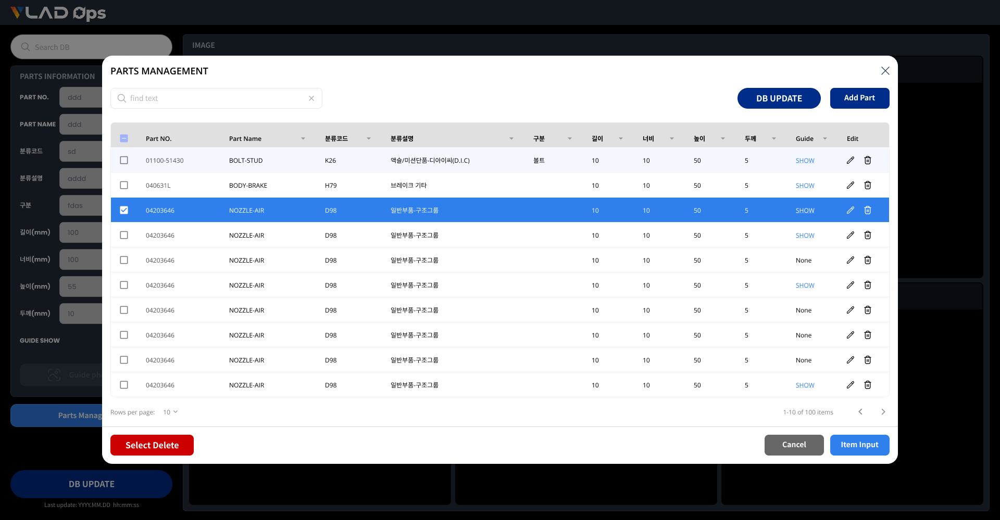 VLAD Ops
Search DB
IMAGE
PARTS INFORMATION
PART NO. ddd
PART NAME ddd
분류코드 sd
분류설명 addd
구분 fdas
길이(mm) 100
너비(mm) 100
높이(mm) 55
두께(mm) 10
GUIDE SHOW
Guide ph
Parts Manag
DB UPDATE
Last update: YYYY.MM.DD hh:mm:ss
PARTS MANAGEMENT
find text
DB UPDATE Add Part
Part NO. Part Name 분류코드 분류설명 구분 길이 너비 높이 두께 Guide Edit
01100-51430 BOLT-STUD K26 액슬/미션단품-디아이씨(D.I.C) 볼트 10 10 50 5 SHOW
040631L BODY-BRAKE H79 브레이크 기타 10 10 50 5 SHOW
04203646 NOZZLE-AIR D98 일반부품-구조그룹 10 10 50 5 SHOW
04203646 NOZZLE-AIR D98 일반부품-구조그룹 10 10 50 5 SHOW
04203646 NOZZLE-AIR D98 일반부품-구조그룹 10 10 50 5 None
04203646 NOZZLE-AIR D98 일반부품-구조그룹 10 10 50 5 SHOW
04203646 NOZZLE-AIR D98 일반부품-구조그룹 10 10 50 5 None
04203646 NOZZLE-AIR D98 일반부품-구조그룹 10 10 50 5 None
04203646 NOZZLE-AIR D98 일반부품-구조그룹 10 10 50 5 None
04203646 NOZZLE-AIR D98 일반부품-구조그룹 10 10 50 5 SHOW
Rows per page: 10
1-10 of 100 items
Select Delete
Cancel Item Input